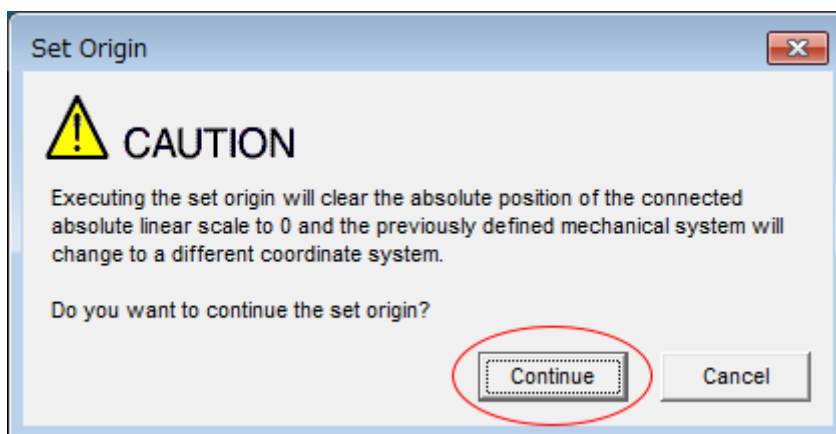 Set Origin
CAUTION
Executing the set origin will clear the absolute position of the connected
absolute linear scale to 0 and the previously defined mechanical system will
change to a different coordinate system.
Do you want to continue the set origin?
Continue
Cancel